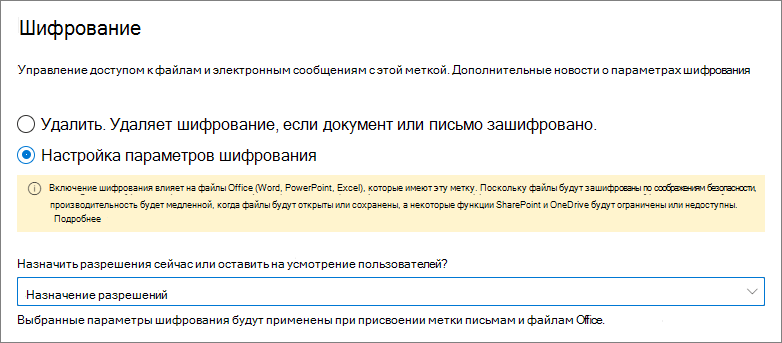 Шифрование
Управление доступом к файлам и электронным сообщениям с этой меткой. Дополнительные новости о параметрах шифрования
Удалить. Удаляет шифрование, если документ или письмо зашифровано.
Настройка параметров шифрования
Включение шифрования влияет на файлы Office (Word, PowerPoint, Excel), которые имеют эту метку. Поскольку файлы будут зашифрованы по соображениям безопасности,
производительность будет медленной, когда файлы будут открыты или сохранены, а некоторые функции SharePoint и OneDrive будут ограничены или недоступны.
Подробнее
Назначить разрешения сейчас или оставить на усмотрение пользователей?
Назначение разрешений
Выбранные параметры шифрования будут применены при присвоении метки письмам и файлам Office.